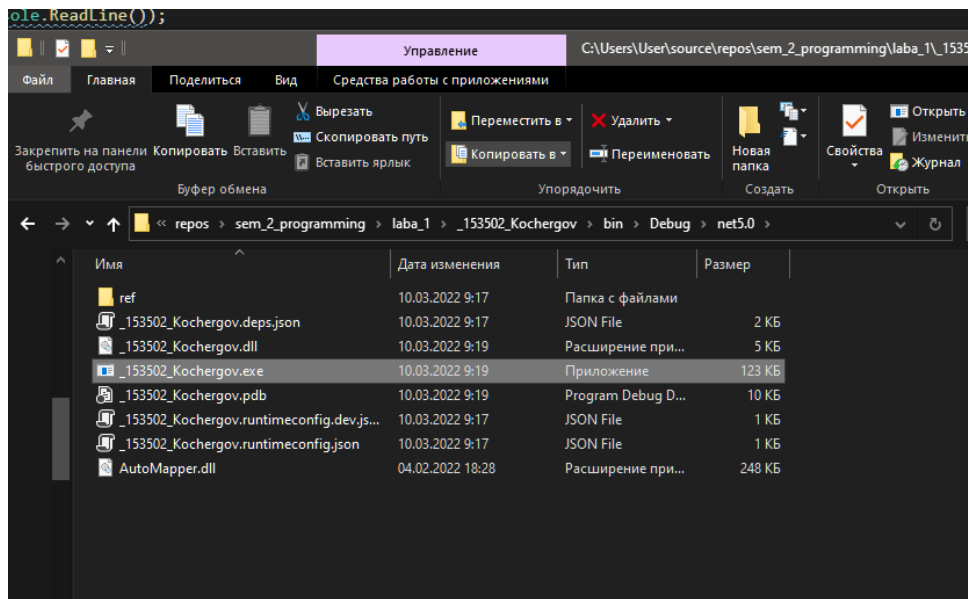 ole.ReadLine());
Управление
C:\Users\User\source\repos\sem_2_programming\laba_1\_1535
Файл Главная Поделиться Вид Средства работы с приложениями
Закрепить на панели быстрого доступа
Копировать
Вставить
Вырезать
Скопировать путь
Вставить ярлык
Переместить в
Копировать в
Удалить
Переименовать
Новая папка
Свойства
Открыть
Изменить
Журнал
Буфер обмена
Упорядочить
Создать
Открыть
« repos > sem_2_programming > laba_1 > _153502_Kochergov > bin > Debug > net5.0 >
Имя Дата изменения Тип Размер
ref 10.03.2022 9:17 Папка с файлами
_153502_Kochergov.deps.json 10.03.2022 9:17 JSON File 2 КБ
_153502_Kochergov.dll 10.03.2022 9:19 Расширение при... 5 КБ
_153502_Kochergov.exe 10.03.2022 9:19 Приложение 123 КБ
_153502_Kochergov.pdb 10.03.2022 9:19 Program Debug D... 10 КБ
_153502_Kochergov.runtimeconfig.dev.js... 10.03.2022 9:17 JSON File 1 КБ
_153502_Kochergov.runtimeconfig.json 10.03.2022 9:17 JSON File 1 КБ
AutoMapper.dll 04.02.2022 18:28 Расширение при... 248 КБ